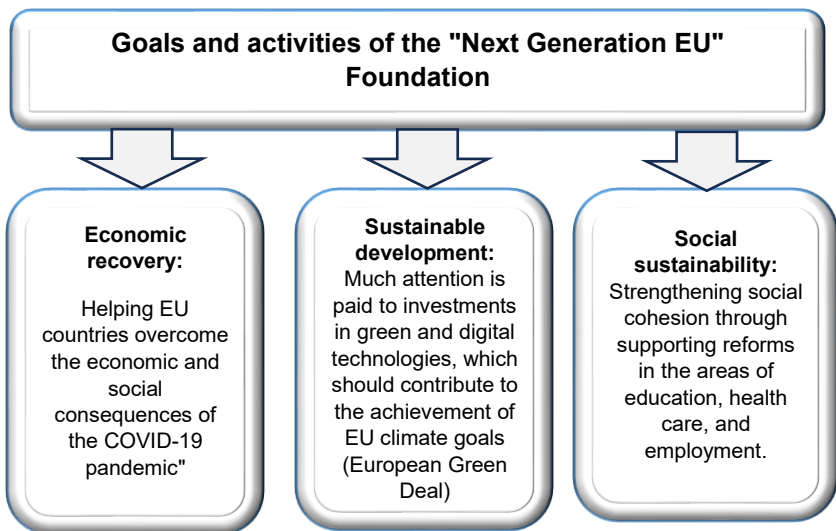 Goals and activities of the "Next Generation EU"
Foundation
Economic
recovery:
Helping EU
countries overcome
the economic and
social
consequences of
the COVID-19
pandemic"
Sustainable
development:
Much attention is
paid to investments
in green and digital
technologies, which
should contribute to
the achievement of
EU climate goals
(European Green
Deal)
Social
sustainability:
Strengthening social
cohesion through
supporting reforms
in the areas of
education, health
care, and
employment.